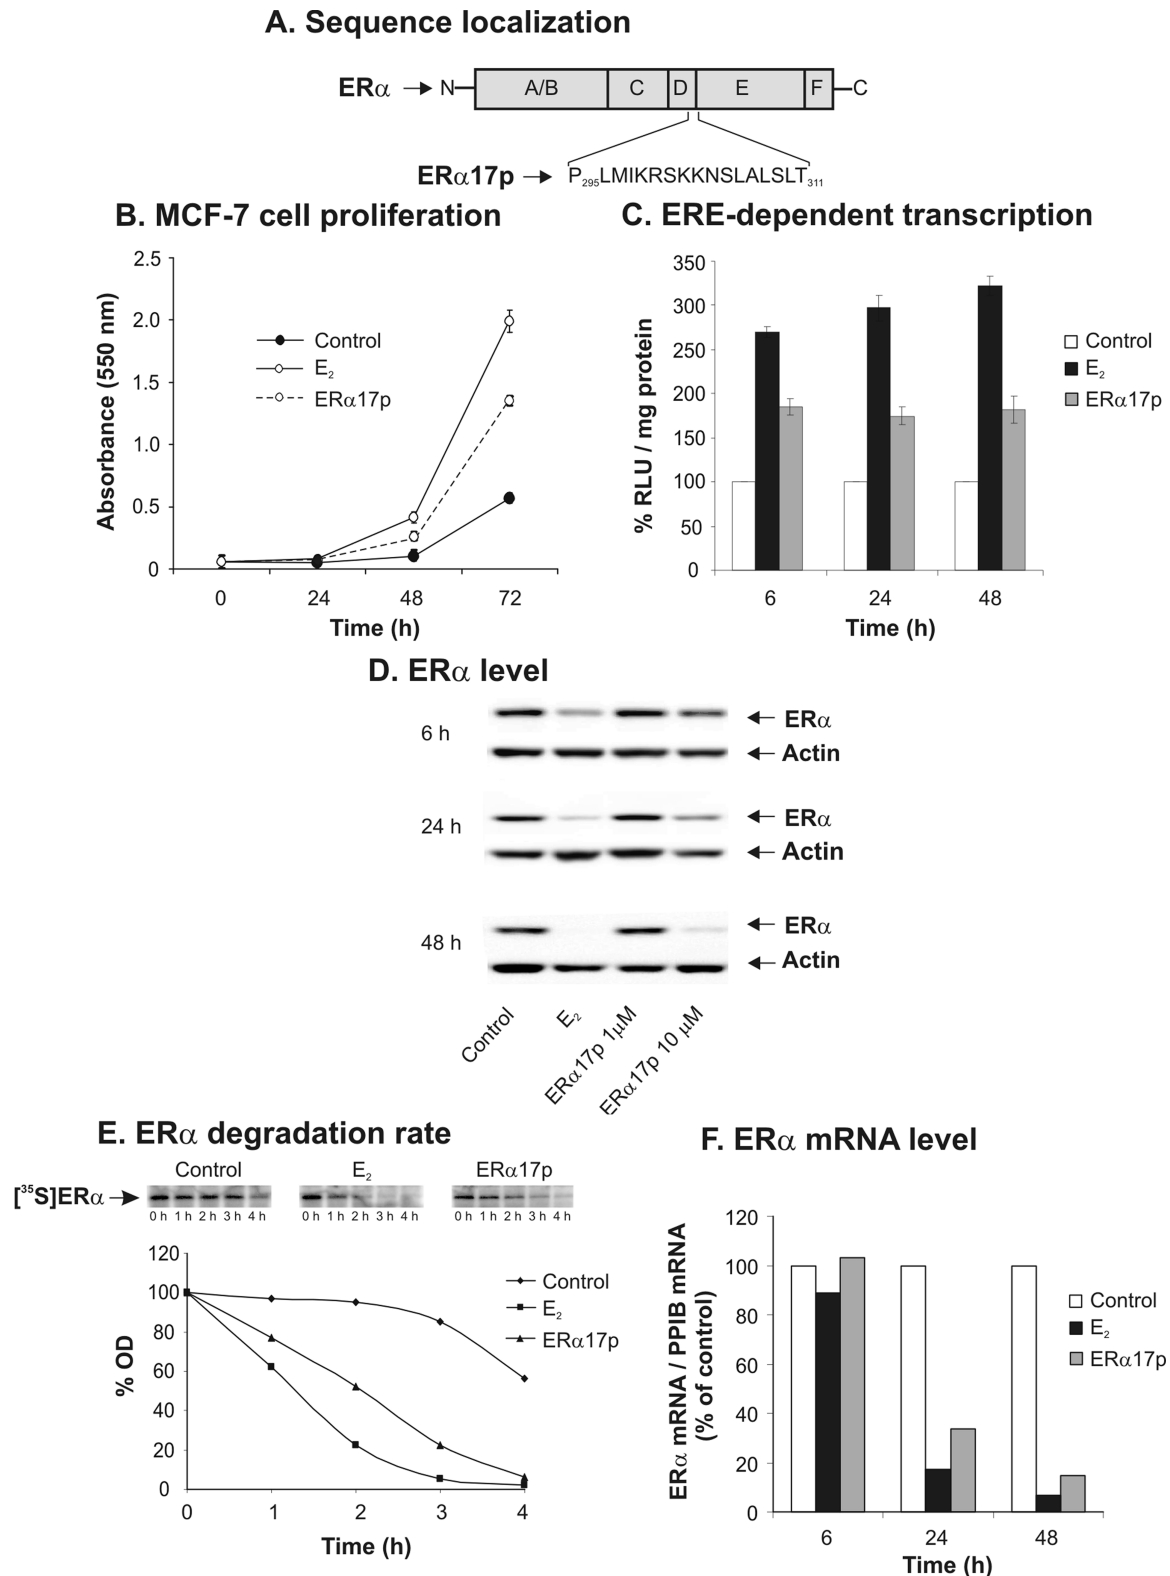 A. Sequence localization
ERα N A/B C D E F C
ERα17p P295LMIKRSKKNSLALSLT311
B. MCF-7 cell proliferation
Absorbance (550 nm)
2.5
2.0
1.5
1.0
0.5
0
Control
E2
ERα17p
0 24 48 72
Time (h)
C. ERE-dependent transcription
% RLU / mg protein
350
300
250
200
150
100
50
0
Control
E2
ERα17p
6 24 48
Time (h)
D. ERα level
6 h
ERα
Actin
24 h
ERα
Actin
48 h
ERα
Actin
Control
E2
ERα17p 1µM
ERα17p 10 µM
E. ERα degradation rate
Control E2 ERα17p
[35S]ERα
0 h 1 h 2 h 3 h 4 h 0 h 1 h 2 h 3 h 4 h 0 h 1 h 2 h 3 h 4 h
% OD
120
100
80
60
40
20
0
Control
E2
ERα17p
0 1 2 3 4
Time (h)
F. ERα mRNA level
ERα mRNA / PPIB mRNA
(% of control)
120
100
80
60
40
20
0
Control
E2
ERα17p
6 24 48
Time (h)